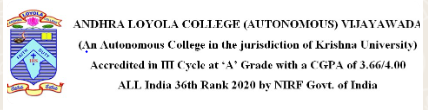 ANDHRA LOYOLA COLLEGE (AUTONOMOUS) VIJAYAWADA
(An Autonomous College in the jurisdiction of Krishna University)
Accredited in III Cycle at ‘A’ Grade with a CGPA of 3.66/4.00
ALL India 36th Rank 2020 by NIRF Govt. of India